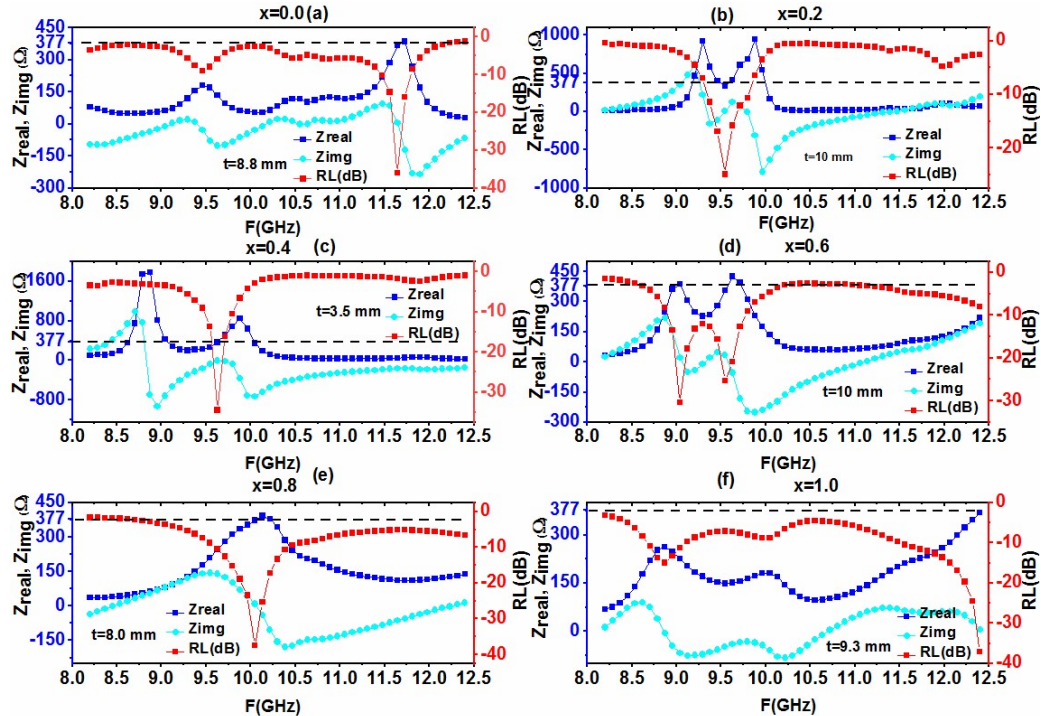 x=0.0 (a)
Zreal, Zimg (Ω)
450
377
300
150
0
150
300
0
-10
-20
-30
-40
RL(dB)
Zreal
Zimg
RL(dB)
t=8.8 mm
8.0 8.5 9.0 9.5 10.0 10.5 11.0 11.5 12.0 12.5
F(GHz)
(b) x=0.2
Zreal, Zimg (Ω)
1000
500
377
0
-500
-1000
0
-10
-20
RL(dB)
Zreal
Zimg
RL(dB)
t=10 mm
8.0 8.5 9.0 9.5 10.0 10.5 11.0 11.5 12.0 12.5
F(GHz)
x=0.4 (c)
Zreal, Zimg (Ω)
1600
800
377
0
-800
0
-10
-20
-30
RL(dB)
t=3.5 mm
Zreal
Zimg
RL(dB)
8.0 8.5 9.0 9.5 10.0 10.5 11.0 11.5 12.0 12.5
F(GHz)
(d) x=0.6
Zreal, Zimg (Ω)
450
377
300
150
0
-150
-300
0
-10
-20
-30
RL(dB)
Zreal
Zimg
RL(dB)
t=10 mm
8.0 8.5 9.0 9.5 10.0 10.5 11.0 11.5 12.0 12.5
F(GHz)
x=0.8 (e)
Zreal, Zimg (Ω)
450
377
300
150
0
150
0
-10
-20
-30
-40
RL(dB)
Zreal
Zimg
RL(dB)
t=8.0 mm
8.0 8.5 9.0 9.5 10.0 10.5 11.0 11.5 12.0 12.5
F(GHz)
(f) x=1.0
Zreal, Zimg (Ω)
377
300
150
0
0
-10
-20
-30
-40
RL(dB)
Zreal
Zimg
RL(dB)
t=9.3 mm
8.0 8.5 9.0 9.5 10.0 10.5 11.0 11.5 12.0 12.5
F(GHz)